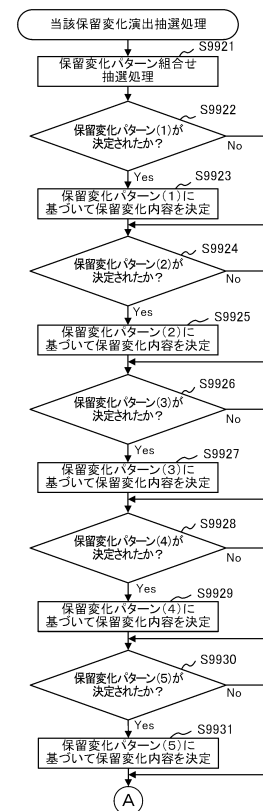 当該保留変化演出抽選処理
S9921
保留変化パターン組合せ
抽選処理
S9922
保留変化パターン(1)が
決定されたか？
No
Yes
S9923
保留変化パターン(1)に
基づいて保留変化内容を決定
S9924
保留変化パターン(2)が
決定されたか？
No
Yes
S9925
保留変化パターン(2)に
基づいて保留変化内容を決定
S9926
保留変化パターン(3)が
決定されたか？
No
Yes
S9927
保留変化パターン(3)に
基づいて保留変化内容を決定
S9928
保留変化パターン(4)が
決定されたか？
No
Yes
S9929
保留変化パターン(4)に
基づいて保留変化内容を決定
S9930
保留変化パターン(5)が
決定されたか？
No
Yes
S9931
保留変化パターン(5)に
基づいて保留変化内容を決定
A